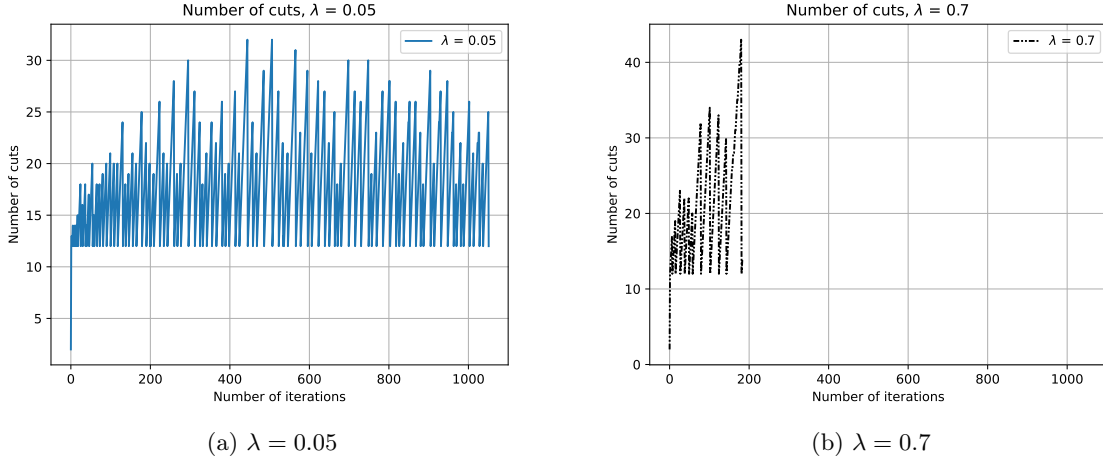 Number of cuts, λ = 0.05
λ = 0.05
30
25
20
15
10
5
Number of cuts
0 200 400 600 800 1000
Number of iterations
(a) λ = 0.05
Number of cuts, λ = 0.7
λ = 0.7
40
30
20
10
0
Number of cuts
0 200 400 600 800 1000
Number of iterations
(b) λ = 0.7